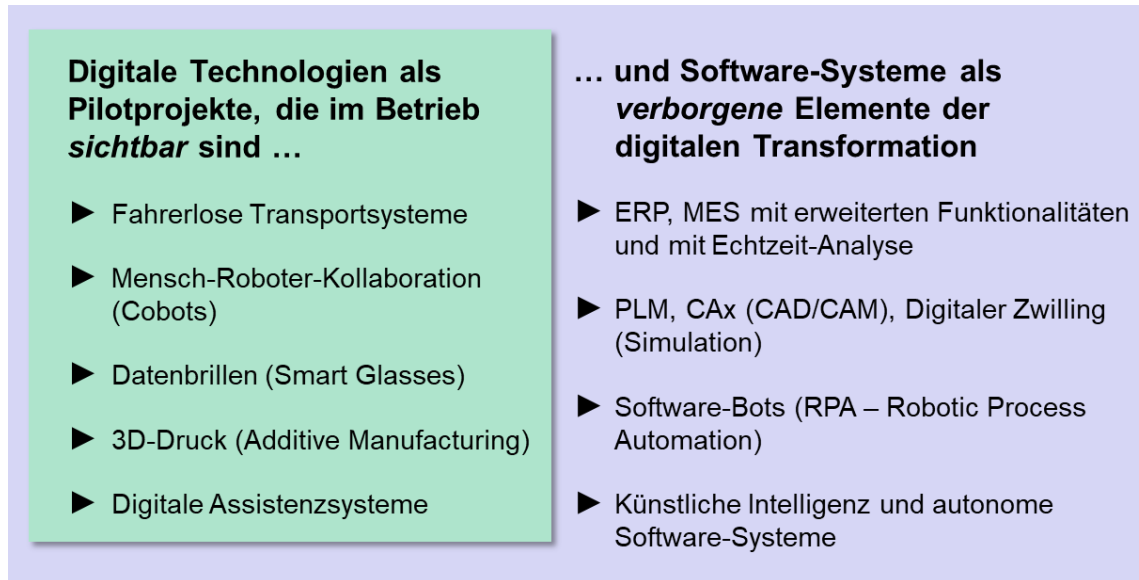 Digitale Technologien als
Pilotprojekte, die im Betrieb
sichtbar sind …
► Fahrerlose Transportsysteme
► Mensch-Roboter-Kollaboration
(Cobots)
► Datenbrillen (Smart Glasses)
► 3D-Druck (Additive Manufacturing)
► Digitale Assistenzsysteme
… und Software-Systeme als
verborgene Elemente der
digitalen Transformation
► ERP, MES mit erweiterten Funktionalitäten
und mit Echtzeit-Analyse
► PLM, CAx (CAD/CAM), Digitaler Zwilling
(Simulation)
► Software-Bots (RPA – Robotic Process
Automation)
► Künstliche Intelligenz und autonome
Software-Systeme